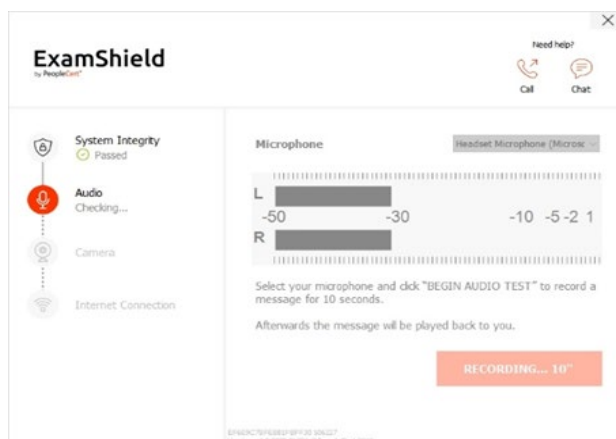 Need help?
ExamShield
by PeopleCert
Call
Chat
System Integrity
Passed
Audio
Checking...
Camera
Internet Connection
Microphone
Headset Microphone (Micros
L
-50 -30 -10 -5 -2 1
R
Select your microphone and click "BEGIN AUDIO TEST" to record a
message for 10 seconds.
Afterwards the message will be played back to you.
RECORDING... 10"